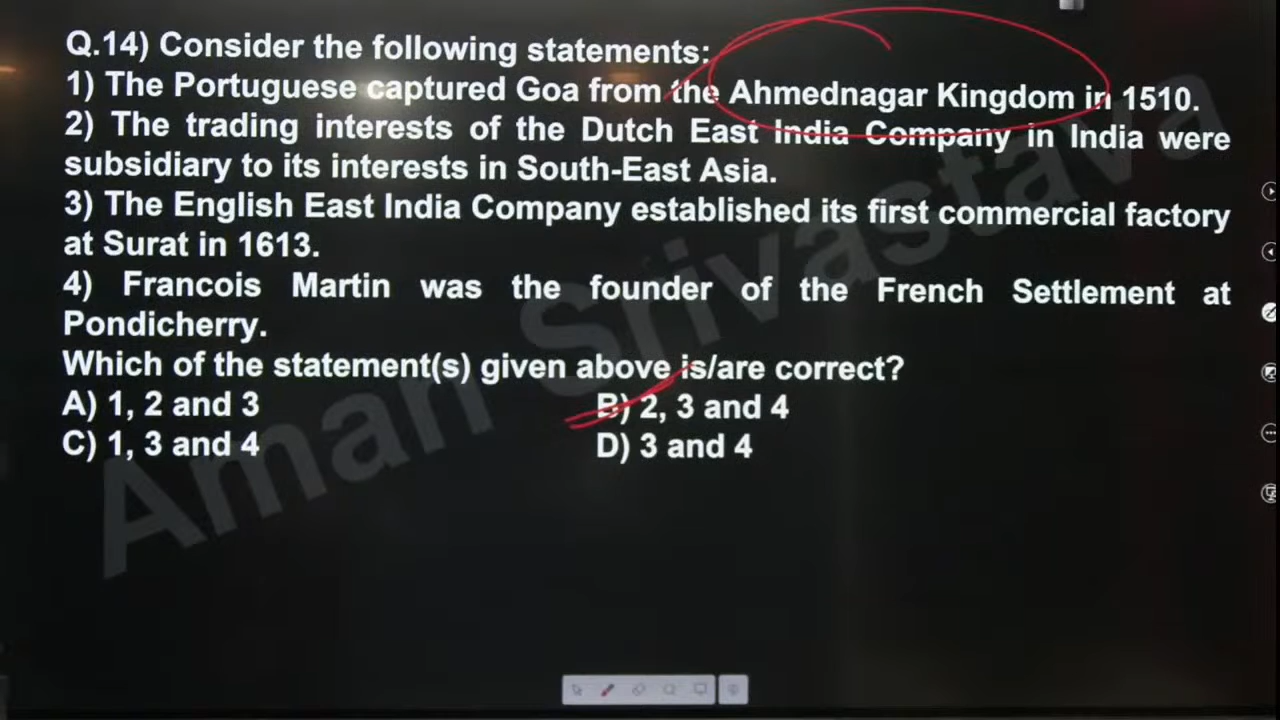 Q.14) Consider the following statements:
1) The Portuguese captured Goa from the Ahmednagar Kingdom in 1510.
2) The trading interests of the Dutch East India Company in India were
subsidiary to its interests in South-East Asia.
3) The English East India Company established its first commercial factory
at Surat in 1613.
4) Francois Martin was the founder of the French Settlement at
Pondicherry.
Which of the statement(s) given above is/are correct?
A) 1, 2 and 3 B) 2, 3 and 4
C) 1, 3 and 4 D) 3 and 4
Aman Srivastava